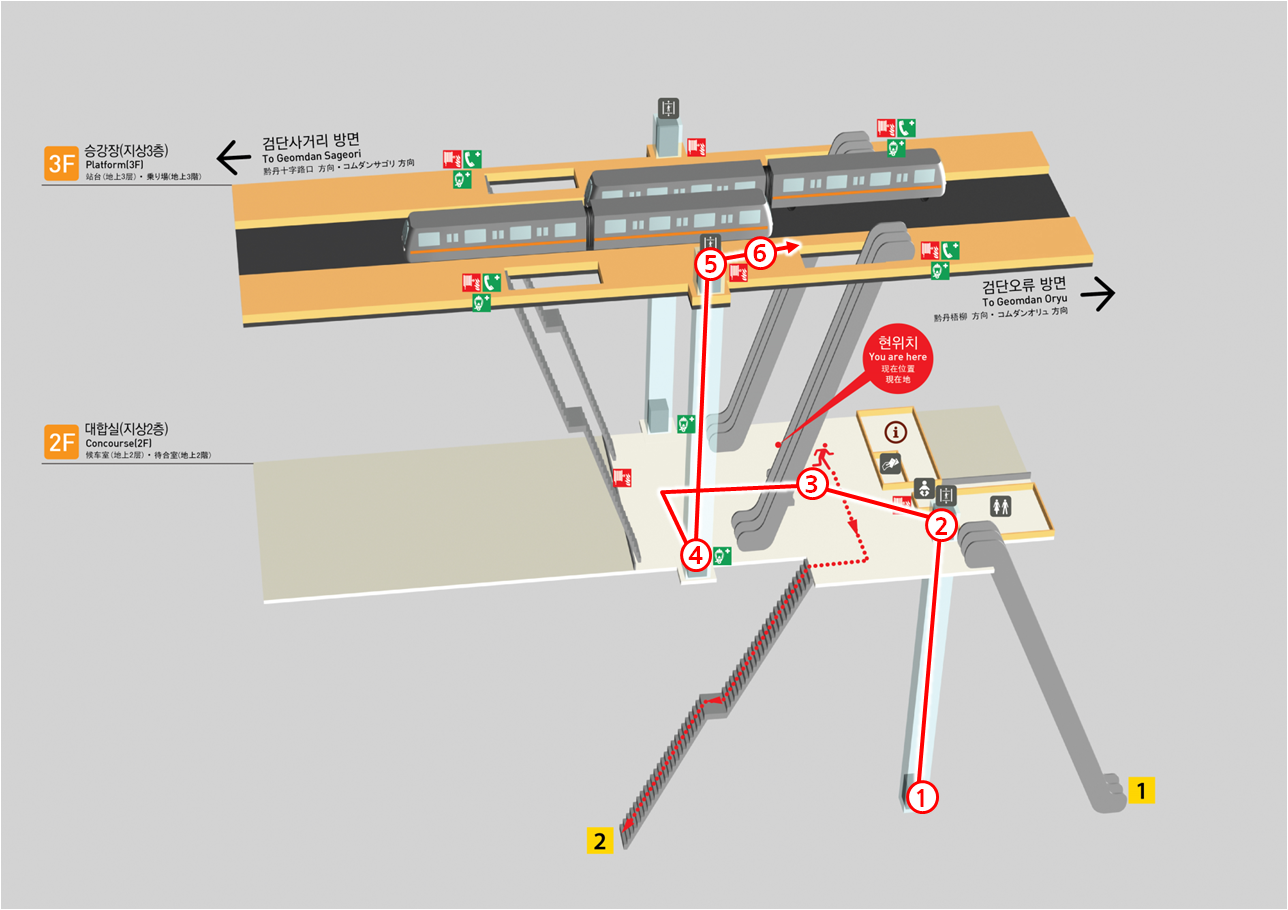 3F
승강장(지상3층)
Platform(3F)
站台(地上3层)・乗り場(地上3階)
검단사거리 방면
To Geomdan Sageori
黔丹十字路口 方向・コムダンサゴリ 方向
6
5
검단오류 방면
To Geomdan Oryu
黔丹梧柳 方向・コムダンオリュ 方向
현위치
You are here
现在位置
現在地
2F
대합실(지상2층)
Concourse(2F)
候车室(地上2层)・待合室(地上2階)
i
3
2
4
1
1
2